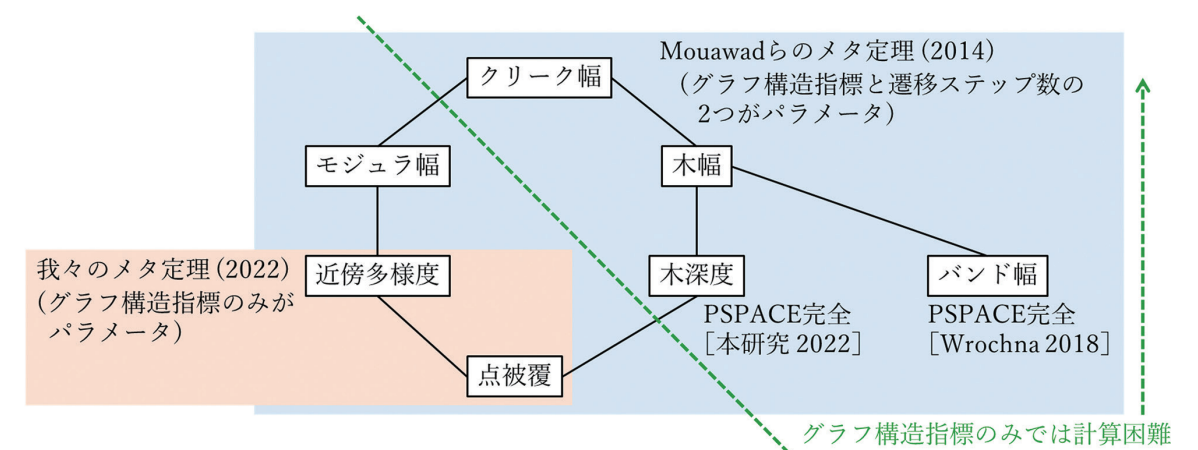 クリーク幅
Mouawadらのメタ定理（2014）
（グラフ構造指標と遷移ステップ数の
2つがパラメータ）
モジュラ幅
木幅
我々のメタ定理（2022）
（グラフ構造指標のみが
パラメータ）
近傍多様度
木深度
バンド幅
PSPACE完全
［本研究 2022］
PSPACE完全
［Wrochna 2018］
点被覆
グラフ構造指標のみでは計算困難